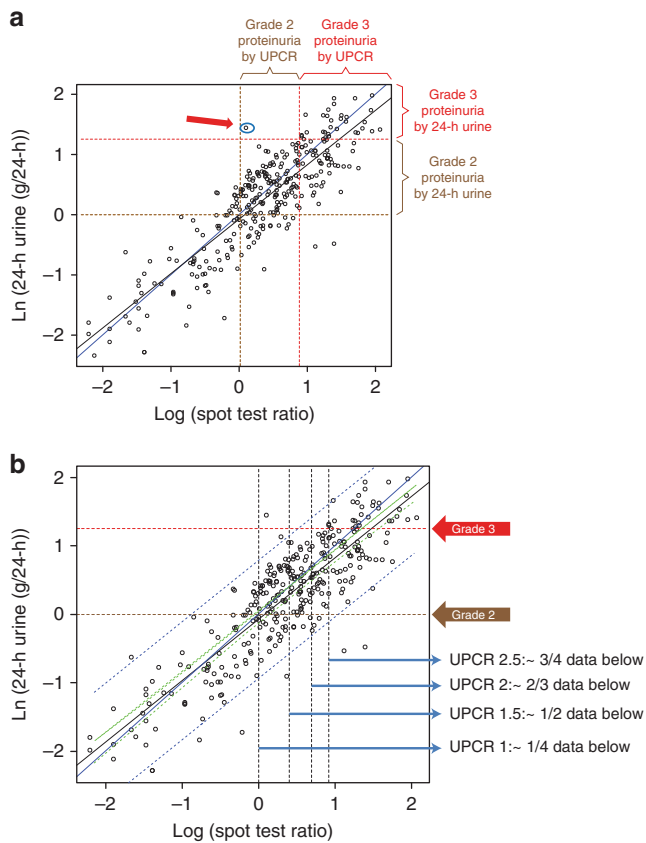 a
Grade 2
proteinuria
by UPCR
Grade 3
proteinuria
by UPCR
2
1
0
−1
−2
Ln (24-h urine (g/24-h))
Grade 3
proteinuria
by 24-h urine
Grade 2
proteinuria
by 24-h urine
−2
−1
0
1
2
Log (spot test ratio)
b
2
1
0
−1
−2
Ln (24-h urine (g/24-h))
Grade 3
Grade 2
UPCR 2.5:~ 3/4 data below
UPCR 2:~ 2/3 data below
UPCR 1.5:~ 1/2 data below
UPCR 1:~ 1/4 data below
−2
−1
0
1
2
Log (spot test ratio)